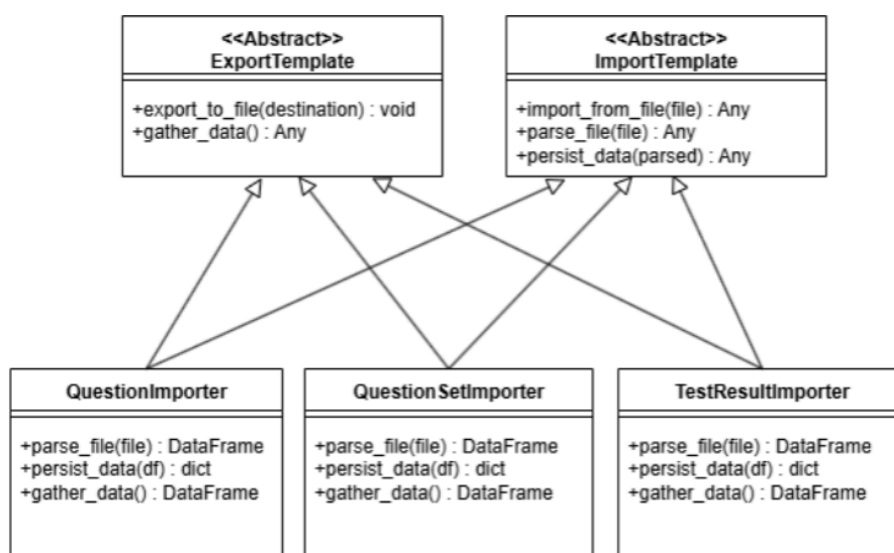 <<Abstract>>
ExportTemplate
+export_to_file(destination) : void
+gather_data() : Any
<<Abstract>>
ImportTemplate
+import_from_file(file) : Any
+parse_file(file) : Any
+persist_data(parsed) : Any
QuestionImporter
+parse_file(file) : DataFrame
+persist_data(df) : dict
+gather_data() : DataFrame
QuestionSetImporter
+parse_file(file) : DataFrame
+persist_data(df) : dict
+gather_data() : DataFrame
TestResultImporter
+parse_file(file) : DataFrame
+persist_data(df) : dict
+gather_data() : DataFrame